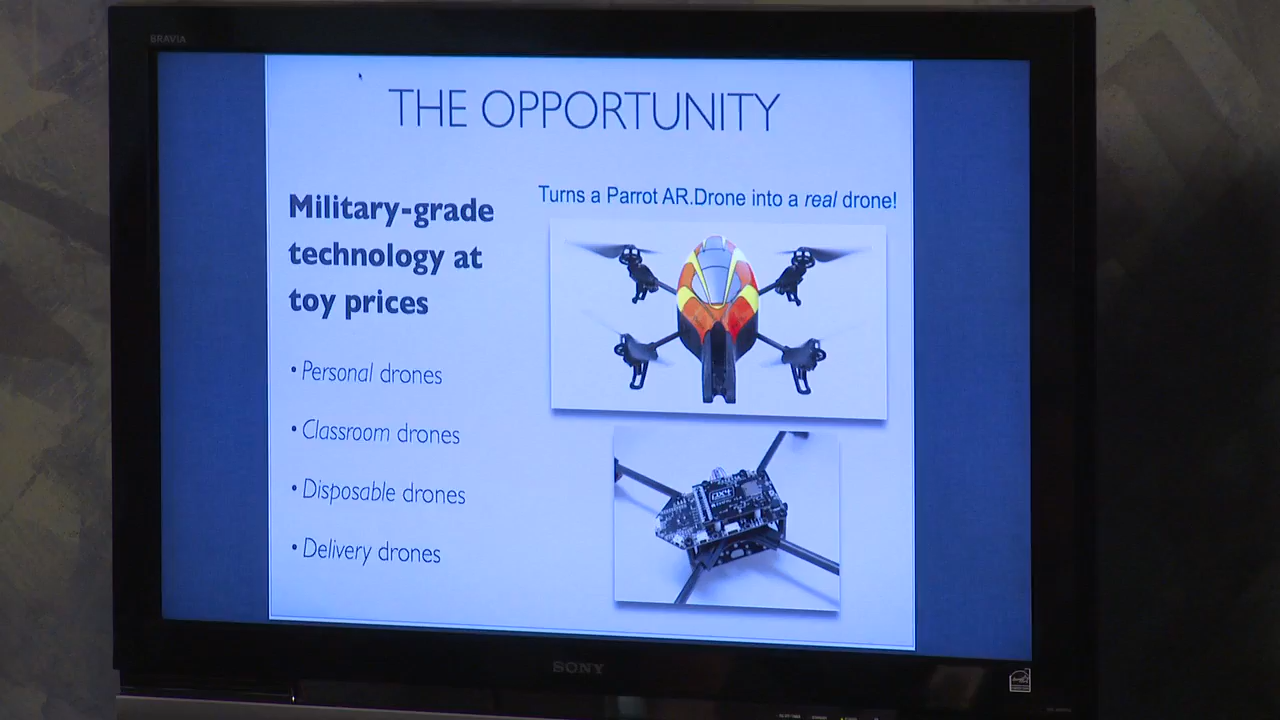 BRAVIA
THE OPPORTUNITY
Military-grade
technology at
toy prices
• Personal drones
• Classroom drones
• Disposable drones
• Delivery drones
Turns a Parrot AR.Drone into a real drone!
SONY